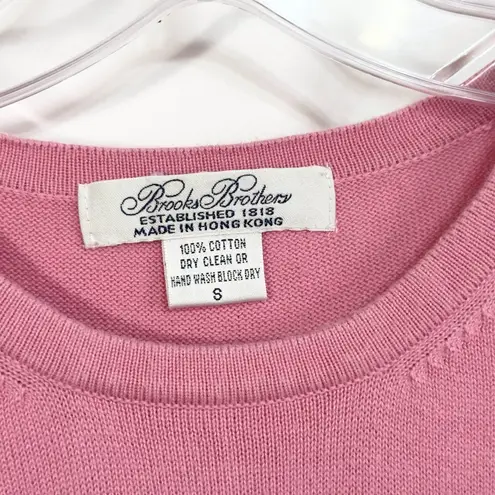 Brooks Brothers
ESTABLISHED 1818
MADE IN HONG KONG
100% COTTON
DRY CLEAN OR
HAND WASH BLOCK DRY
S